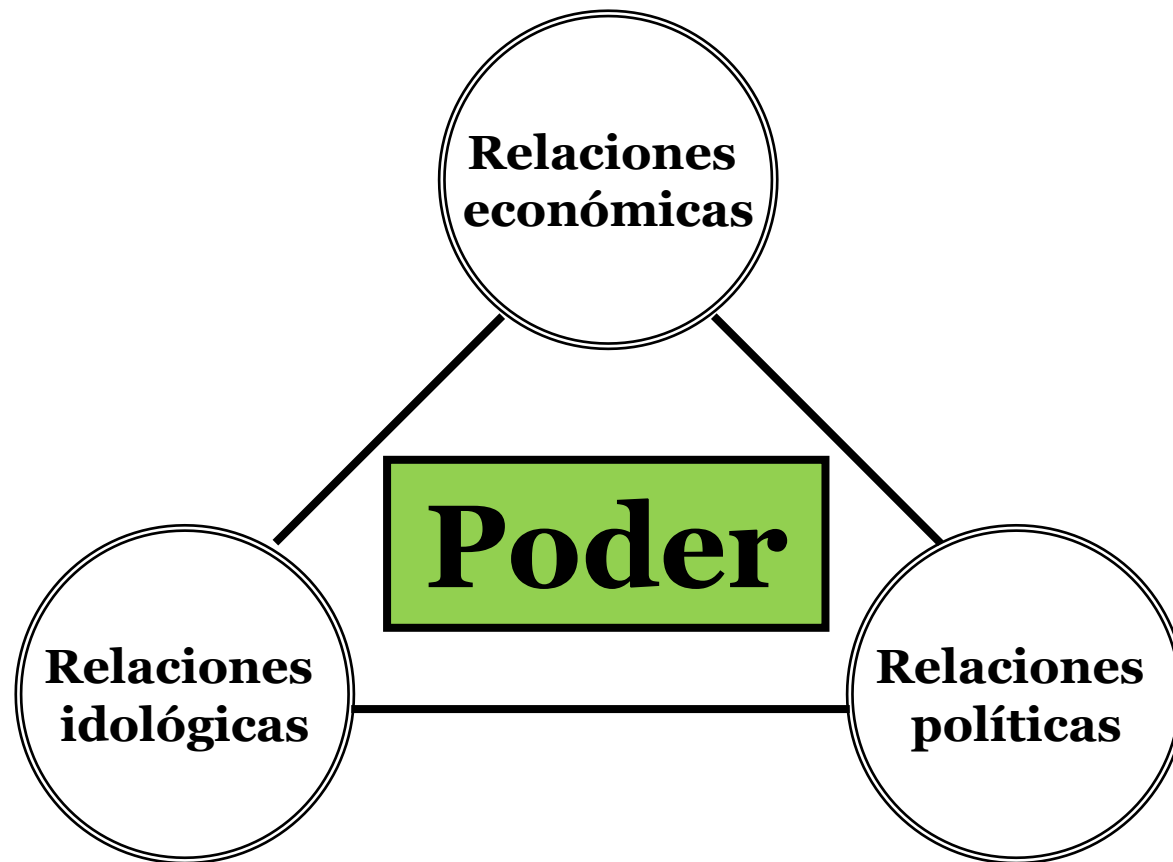 Relaciones
económicas
Poder
Relaciones
idológicas
Relaciones
políticas